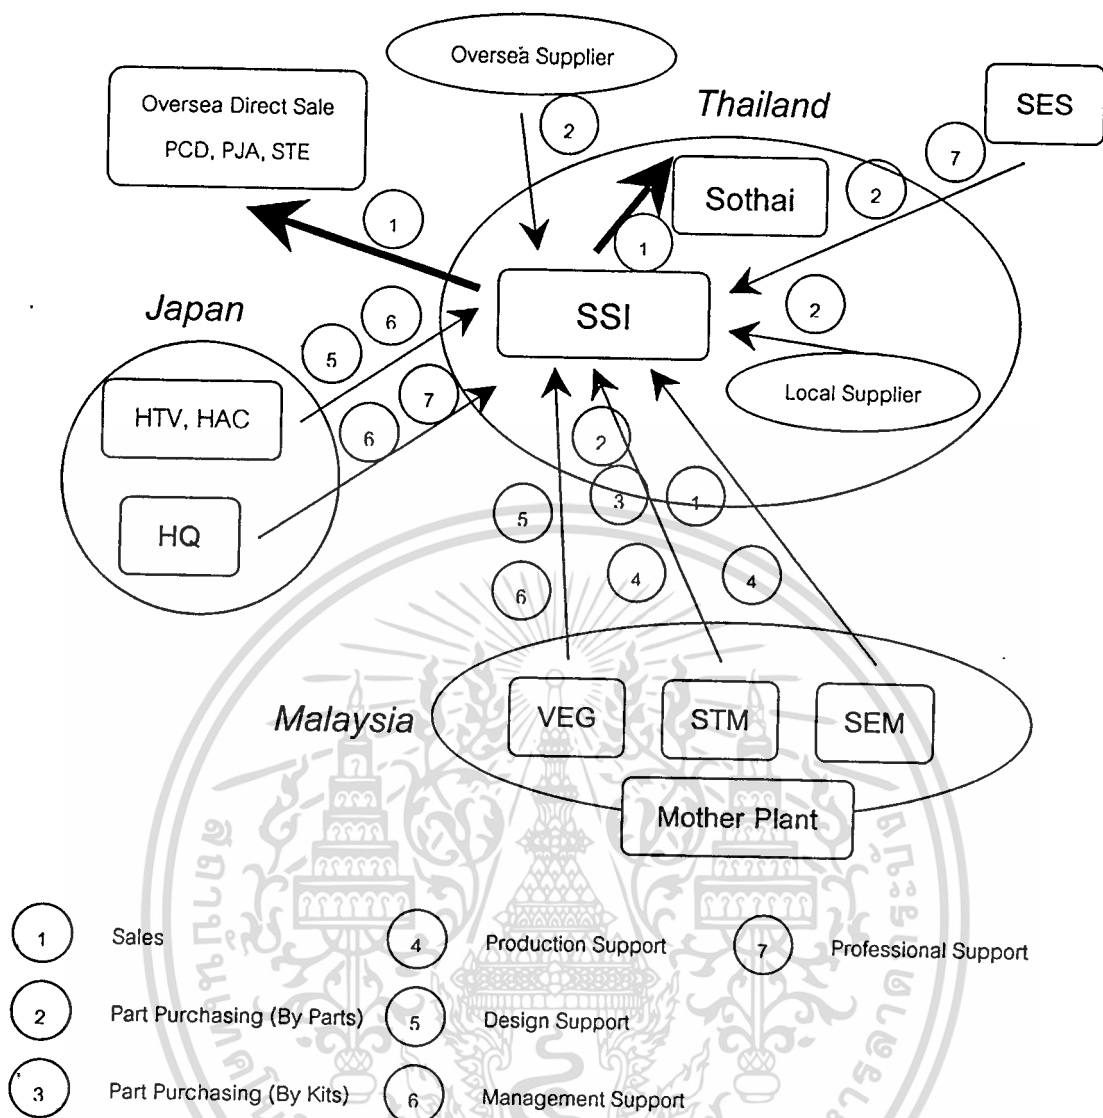 Oversea Supplier
Oversea Direct Sale
PCD, PJA, STE
Thailand
SES
2
7
Sothai
2
1
1
SSI
2
Japan
6
5
Local Supplier
HTV, HAC
7
6
2
3
1
5
HQ
4
4
6
VEG
STM
SEM
Malaysia
Mother Plant
1 Sales
4 Production Support
7 Professional Support
2 Part Purchasing (By Parts)
5 Design Support
3 Part Purchasing (By Kits)
6 Management Support